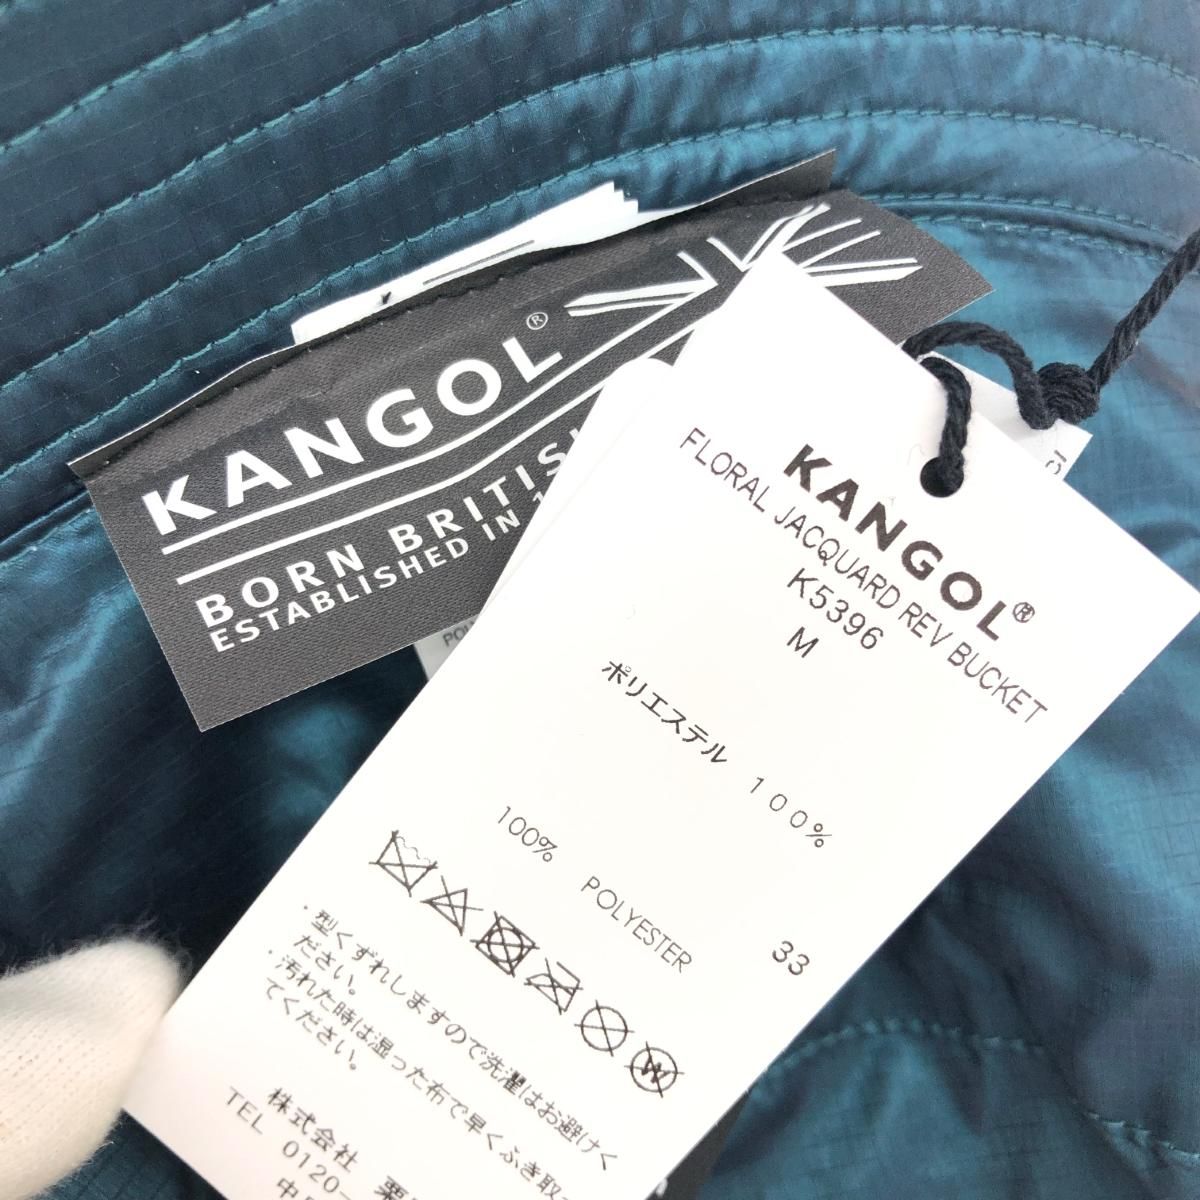 KANGOL®
BORN BRITISH
ESTABLISHED IN
KANGOL®
FLORAL JACQUARD REV BUCKET
K5396
M
ポリエステル 100%
100% POLYESTER
33
・型くずれしますので洗濯はお避けく
ださい。
・汚れた時は湿った布で早くふき取っ
てください。
株式会社
TEL 0120-